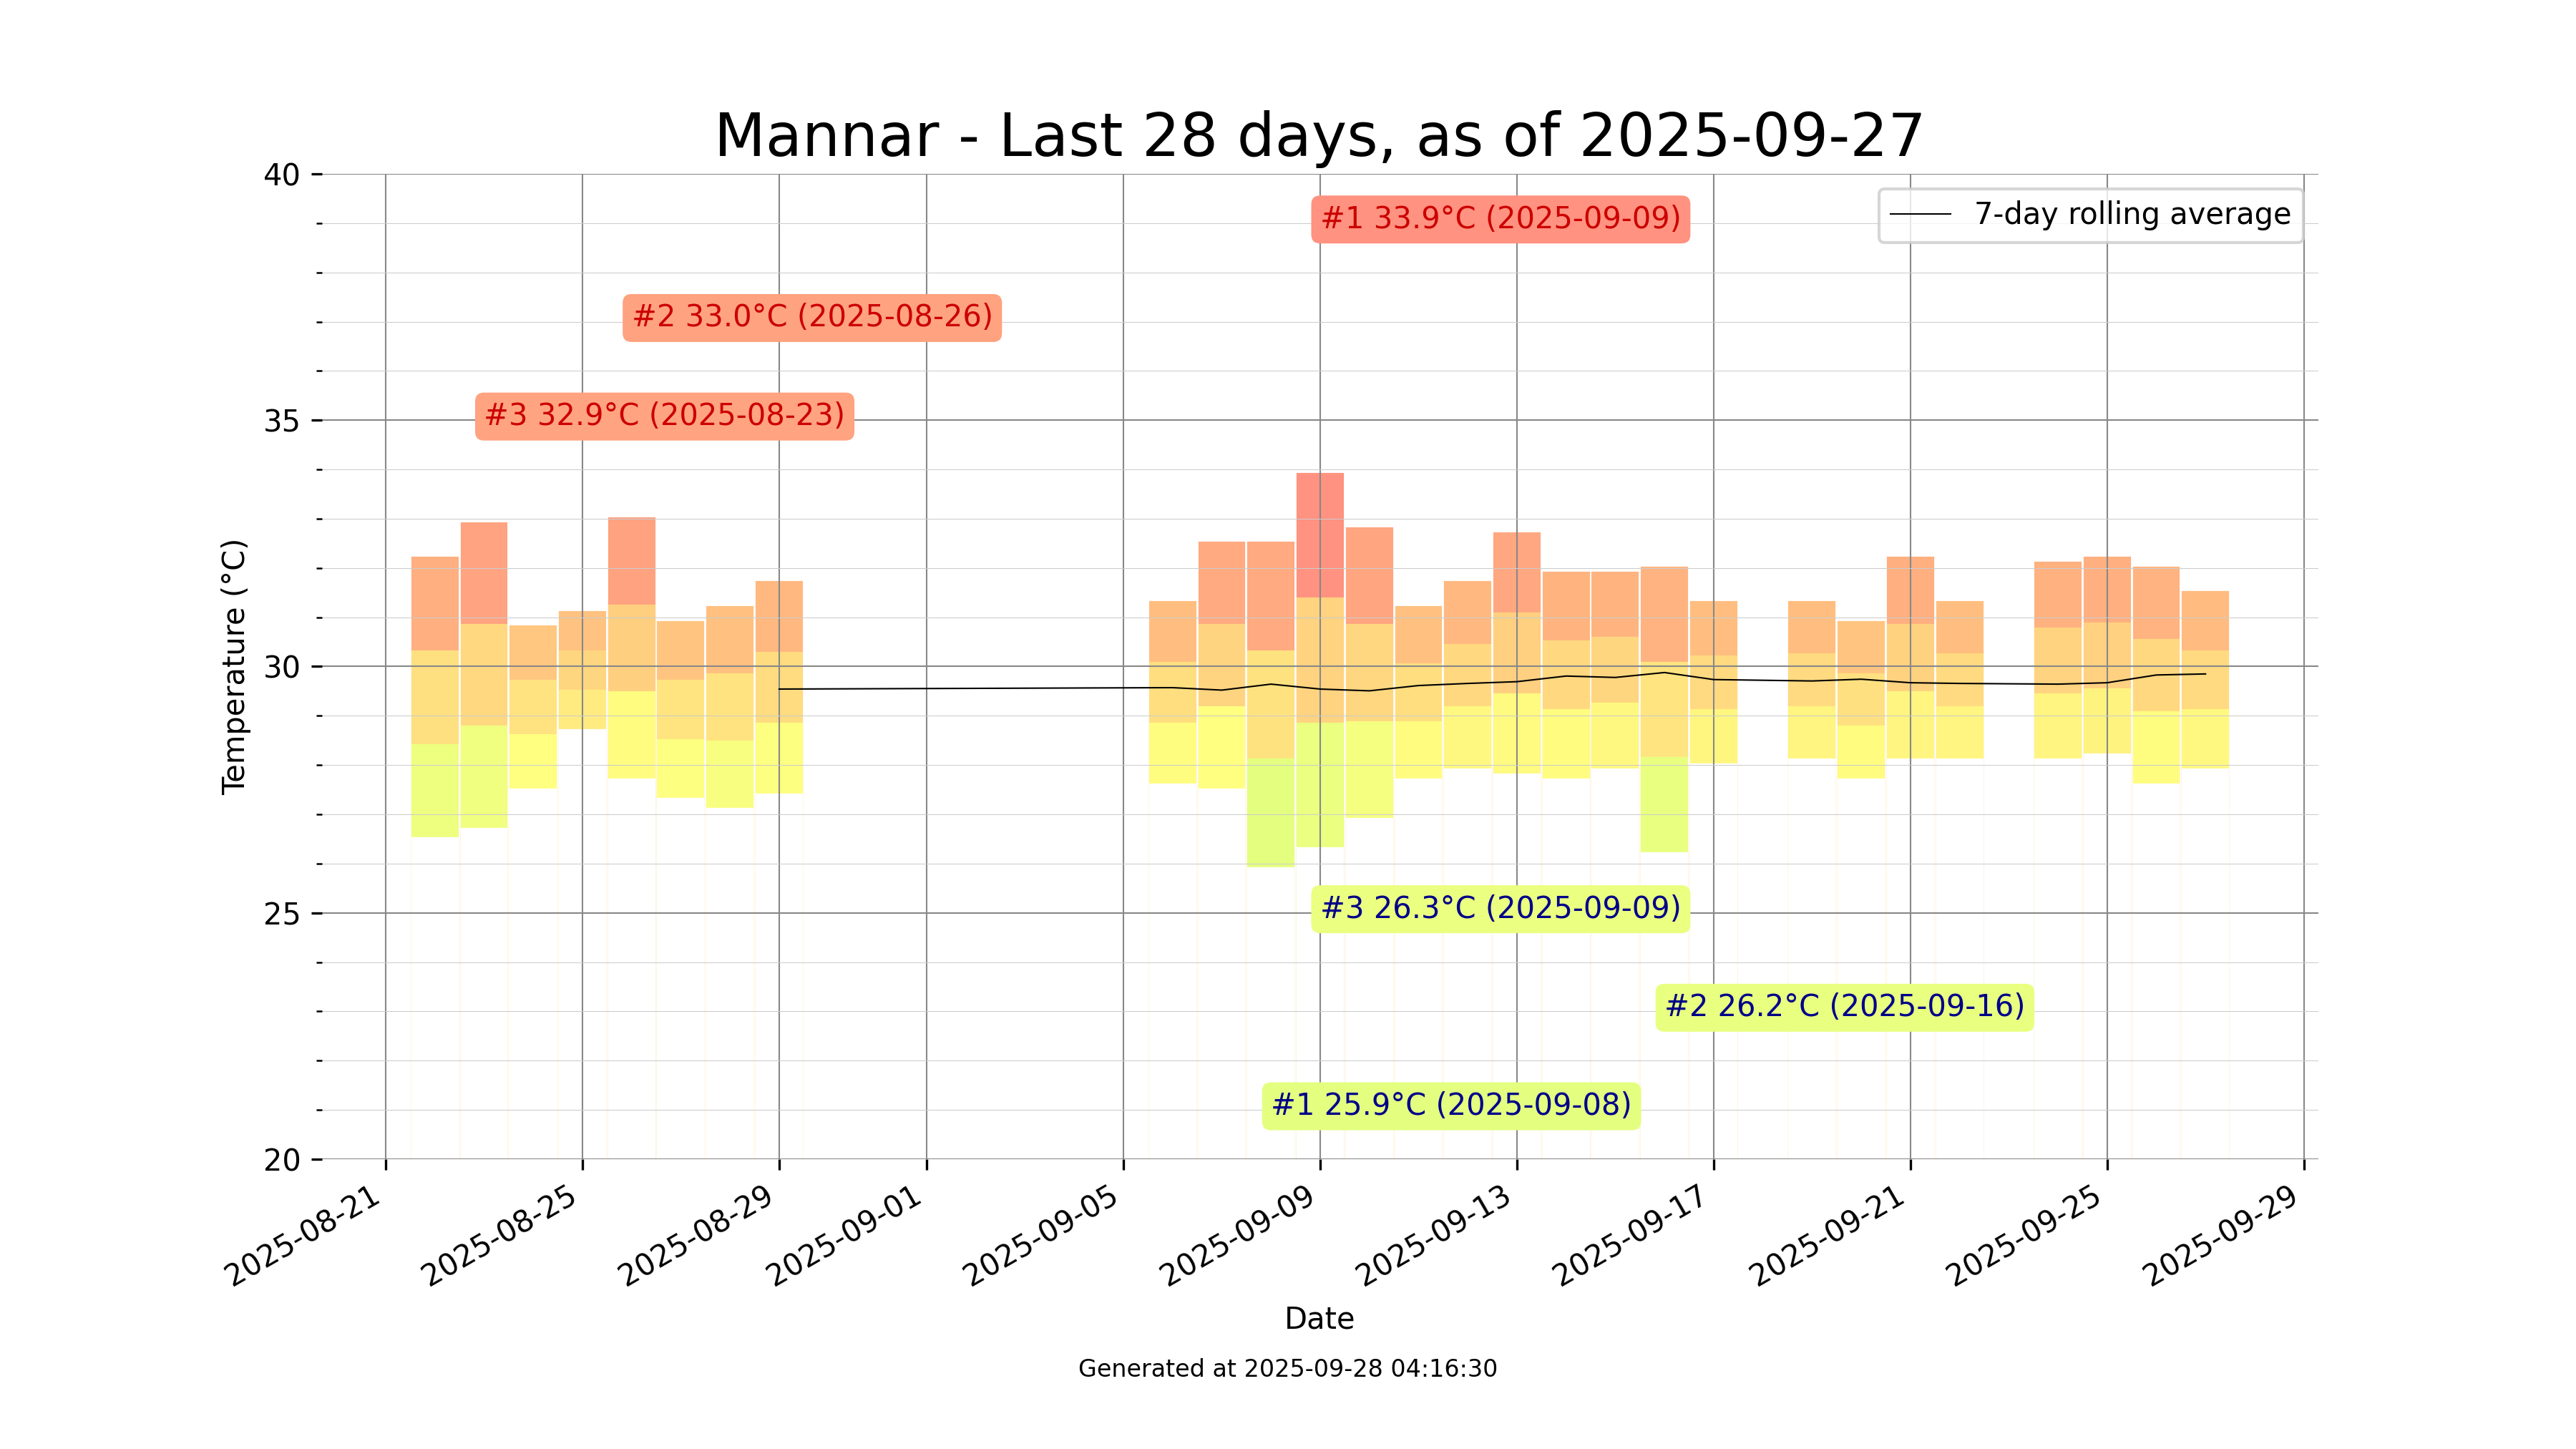 Mannar - Last 28 days, as of 2025-09-27
7-day rolling average
#1 33.9°C (2025-09-09)
#2 33.0°C (2025-08-26)
#3 32.9°C (2025-08-23)
#3 26.3°C (2025-09-09)
#2 26.2°C (2025-09-16)
#1 25.9°C (2025-09-08)
Temperature (°C)
40
35
30
25
20
2025-08-21
2025-08-25
2025-08-29
2025-09-01
2025-09-05
2025-09-09
2025-09-13
2025-09-17
2025-09-21
2025-09-25
2025-09-29
Date
Generated at 2025-09-28 04:16:30